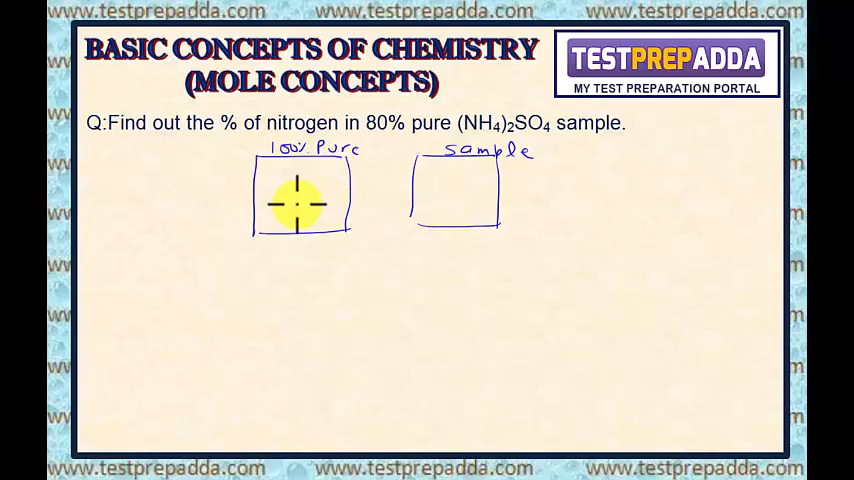 www.testprepadda.com www.testprepadda.com www.testprepadda.com
BASIC CONCEPTS OF CHEMISTRY
(MOLE CONCEPTS)
TESTPREPADDA
MY TEST PREPARATION PORTAL
Q:Find out the % of nitrogen in 80% pure (NH₄)₂SO₄ sample.
100% Pure sample
www.testprepadda.com www.testprepadda.com www.testprepadda.com